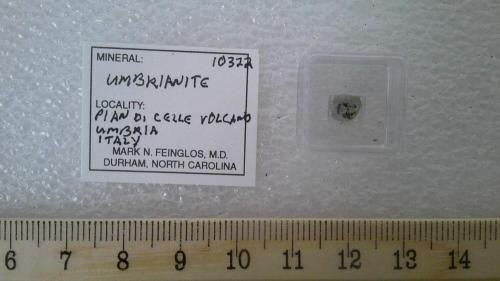 MINERAL: 10372
UMBRIANITE
LOCALITY:
PIAN DI CELLE VOLCANO
UMBRIA
ITALY
MARK N. FEINGLOS, M.D.
DURHAM, NORTH CAROLINA
6 7 8 9 10 11 12 13 14